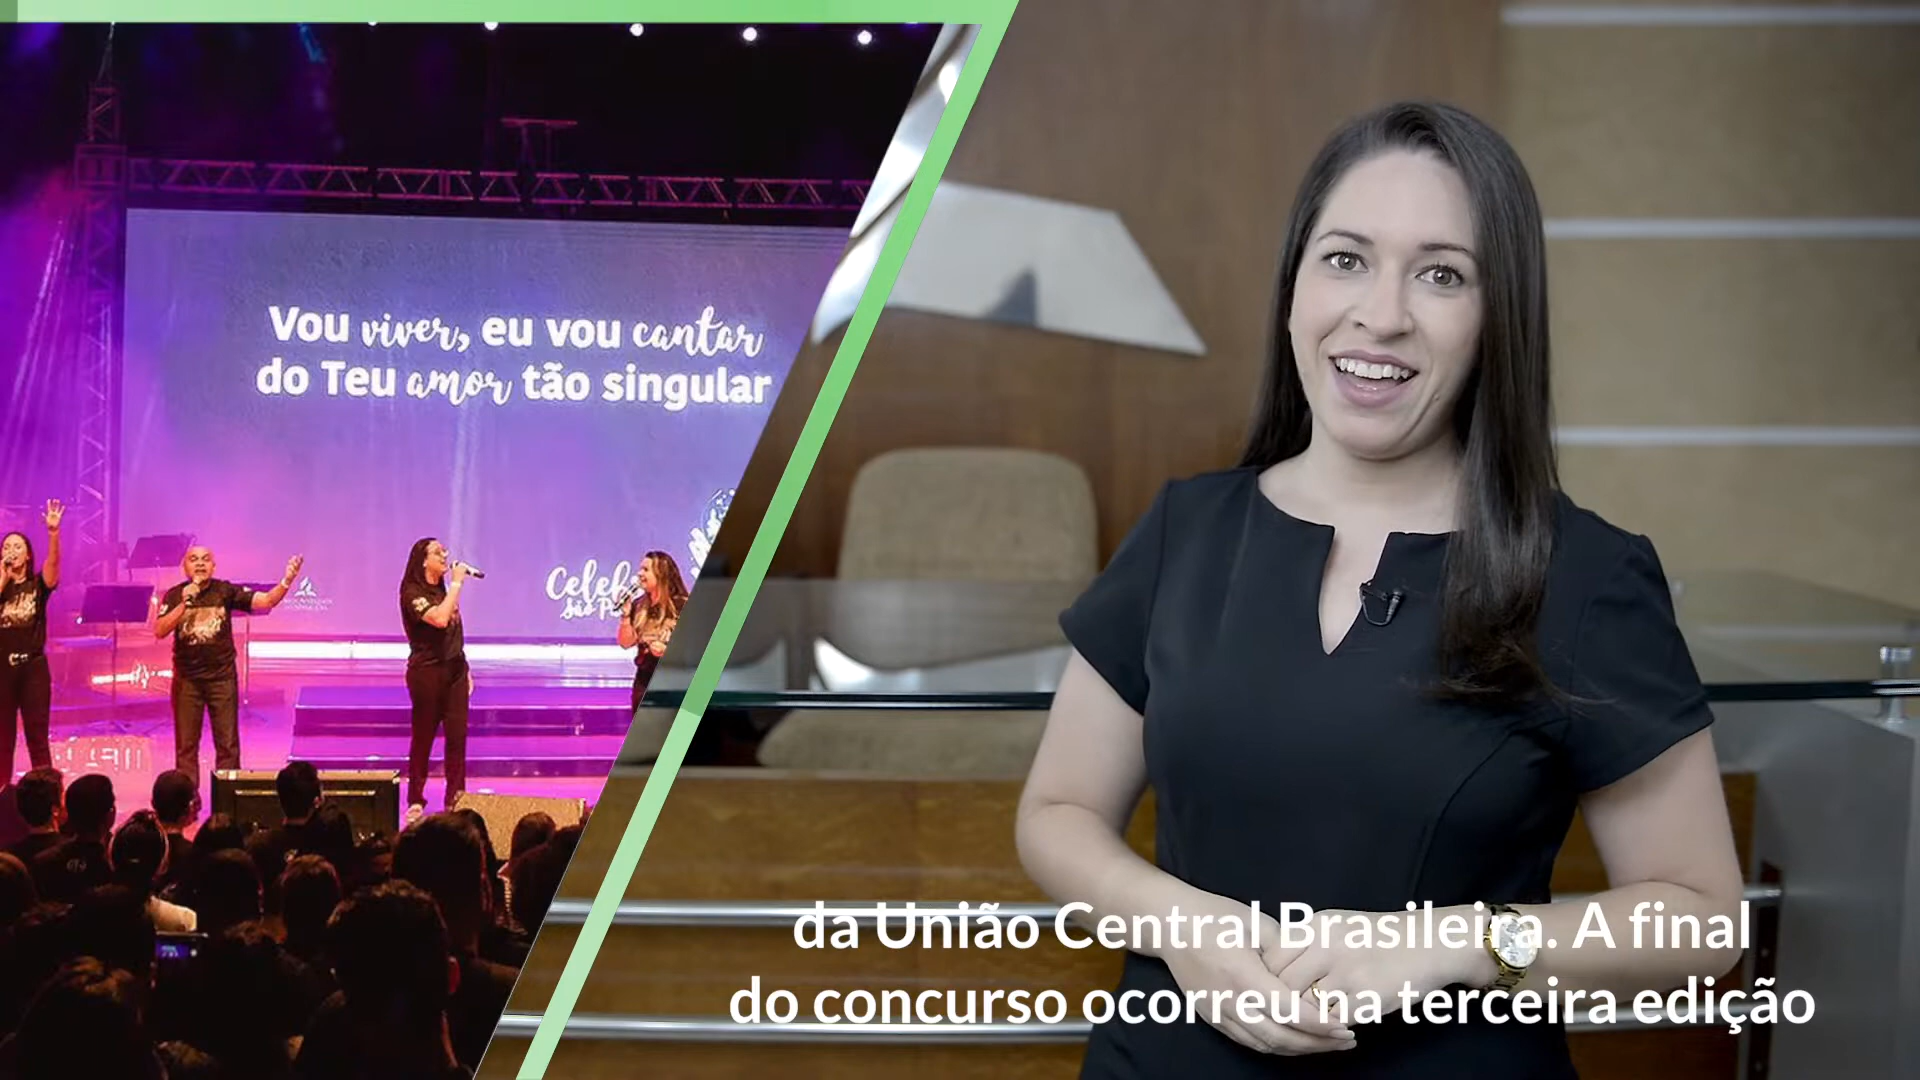 Vou viver, eu vou cantar
do Teu amor tão singular
da União Central Brasileira. A final
do concurso ocorreu na terceira edição